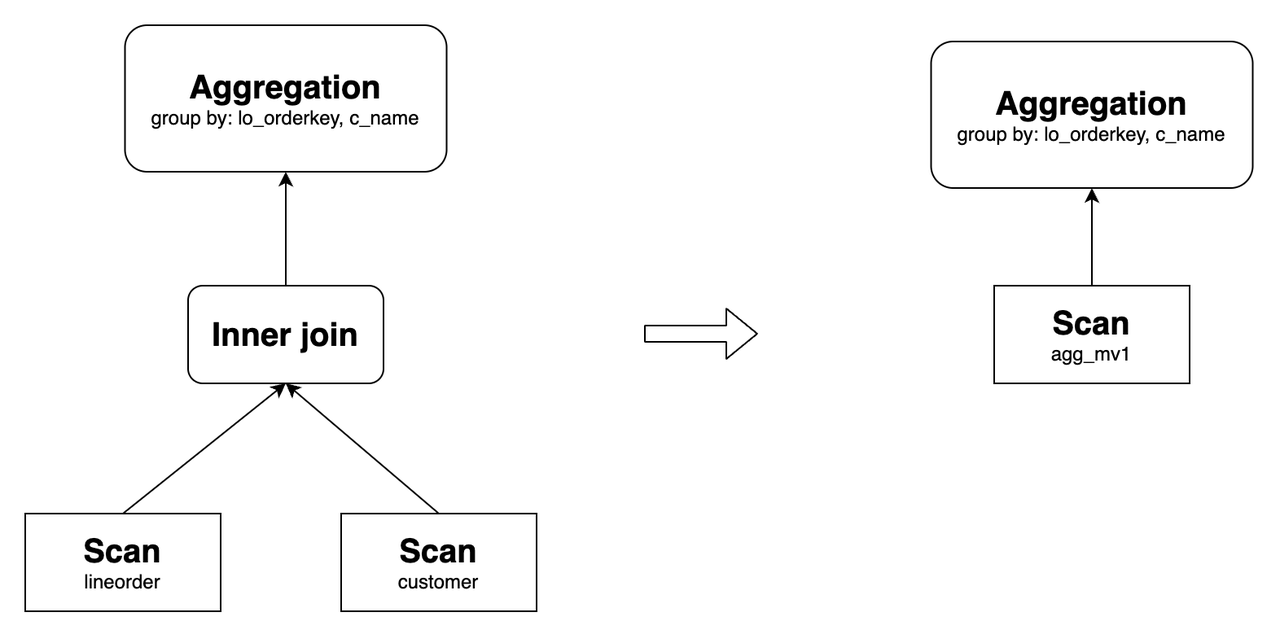 Aggregation
group by: lo_orderkey, c_name
Inner join
Scan
lineorder
Scan
customer
Aggregation
group by: lo_orderkey, c_name
Scan
agg_mv1